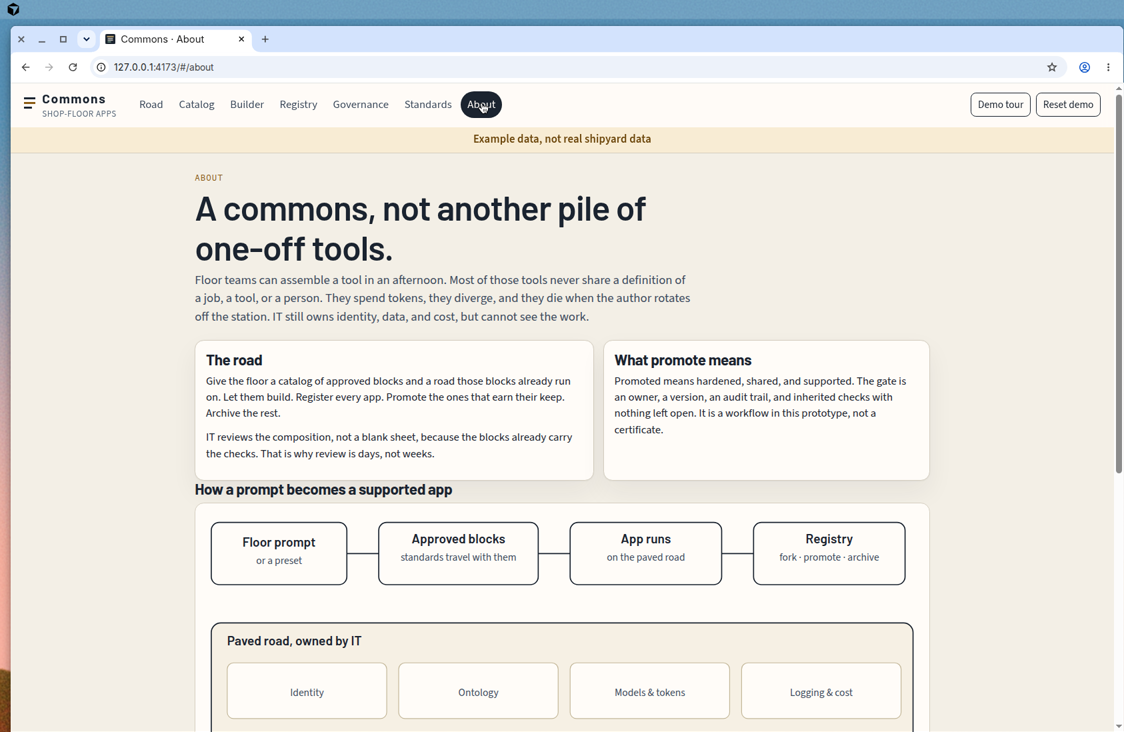 Commons · About
127.0.0.1:4173/#/about
Commons
SHOP-FLOOR APPS
Road
Catalog
Builder
Registry
Governance
Standards
About
Demo tour
Reset demo
Example data, not real shipyard data
ABOUT
A commons, not another pile of
one-off tools.
Floor teams can assemble a tool in an afternoon. Most of those tools never share a definition of
a job, a tool, or a person. They spend tokens, they diverge, and they die when the author rotates
off the station. IT still owns identity, data, and cost, but cannot see the work.
The road
Give the floor a catalog of approved blocks and a road those blocks already run
on. Let them build. Register every app. Promote the ones that earn their keep.
Archive the rest.
IT reviews the composition, not a blank sheet, because the blocks already carry
the checks. That is why review is days, not weeks.
What promote means
Promoted means hardened, shared, and supported. The gate is
an owner, a version, an audit trail, and inherited checks with
nothing left open. It is a workflow in this prototype, not a
certificate.
How a prompt becomes a supported app
Floor prompt
or a preset
Approved blocks
standards travel with them
App runs
on the paved road
Registry
fork · promote · archive
Paved road, owned by IT
Identity
Ontology
Models & tokens
Logging & cost